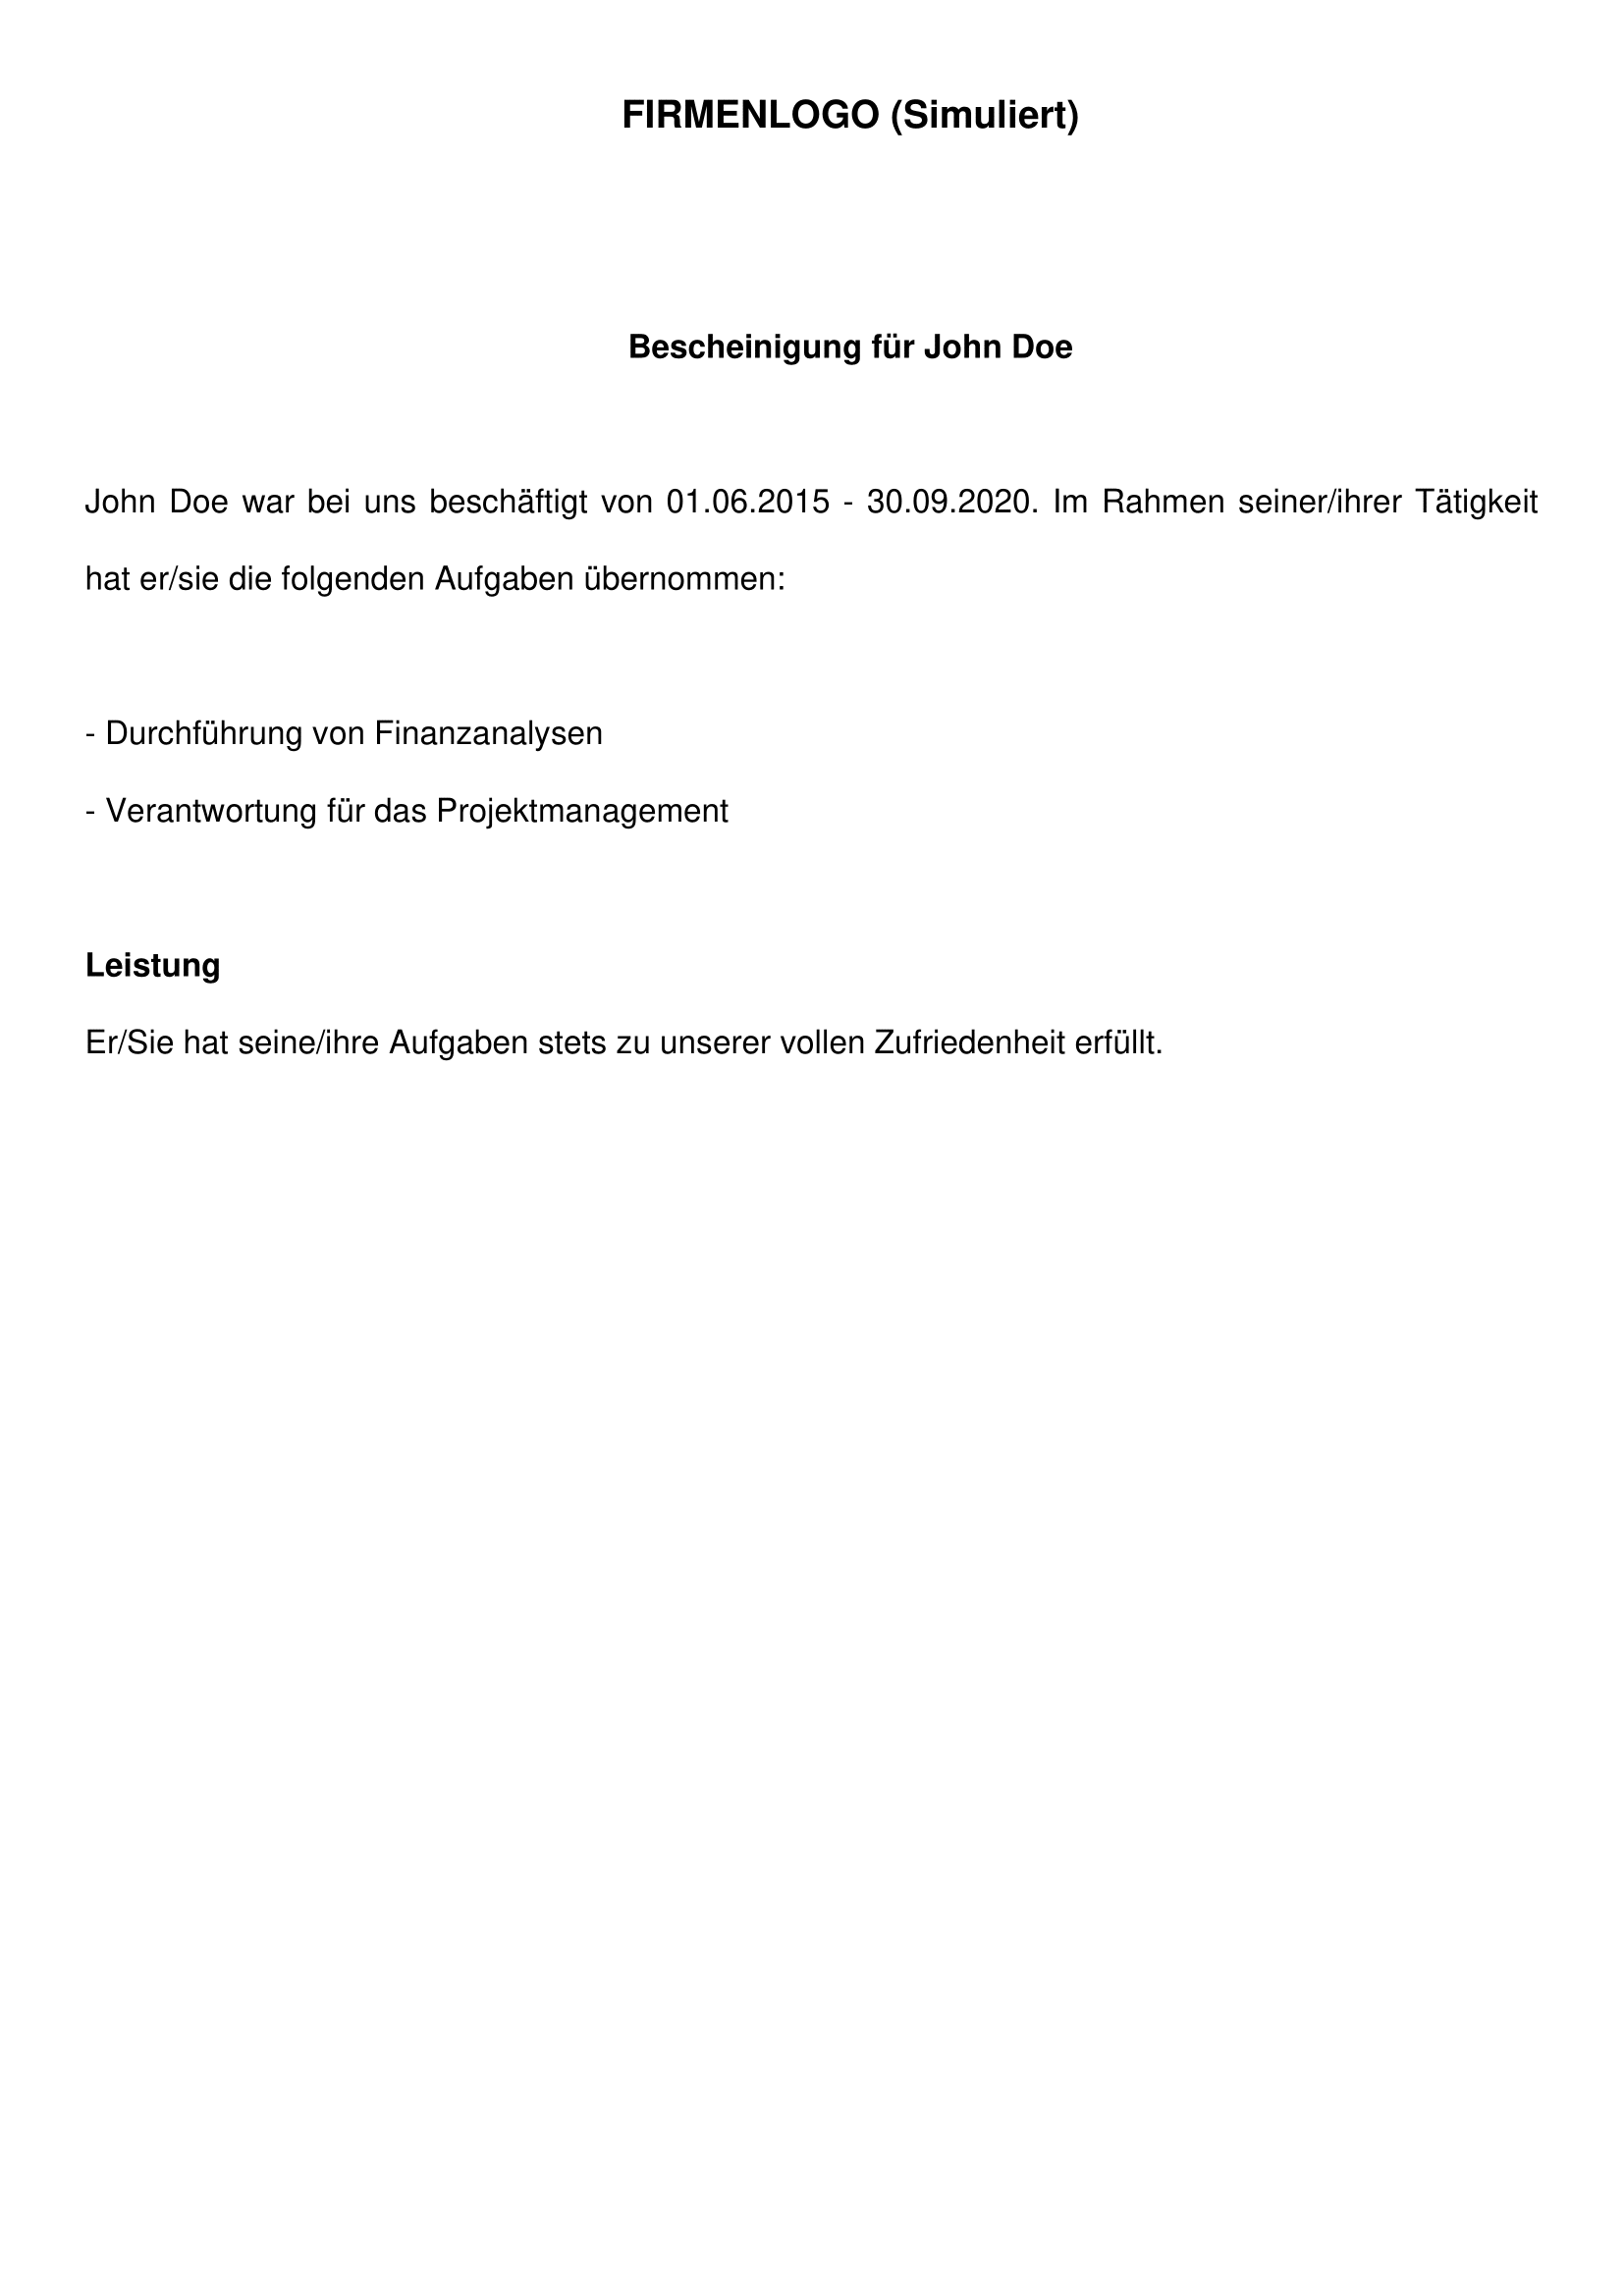 FIRMENLOGO (Simuliert)
Bescheinigung für John Doe
John Doe war bei uns beschäftigt von 01.06.2015 - 30.09.2020. Im Rahmen seiner/ihrer Tätigkeit
hat er/sie die folgenden Aufgaben übernommen:
- Durchführung von Finanzanalysen
- Verantwortung für das Projektmanagement
Leistung
Er/Sie hat seine/ihre Aufgaben stets zu unserer vollen Zufriedenheit erfüllt.